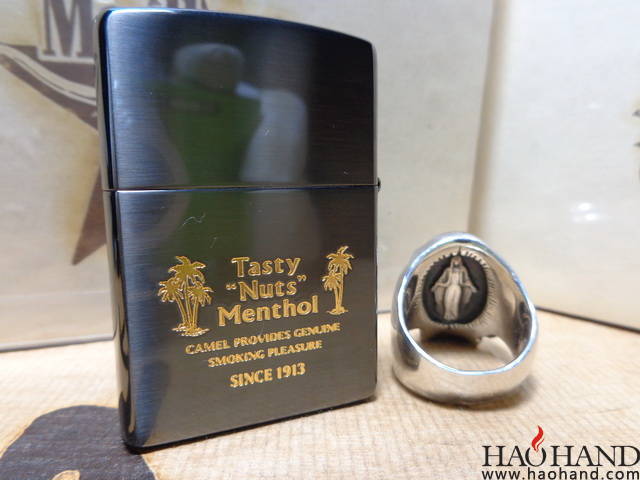 Tasty
"Nuts"
Menthol
CAMEL PROVIDES GENUINE
SMOKING PLEASURE
SINCE 1913
HAOHAND
www.haohand.com